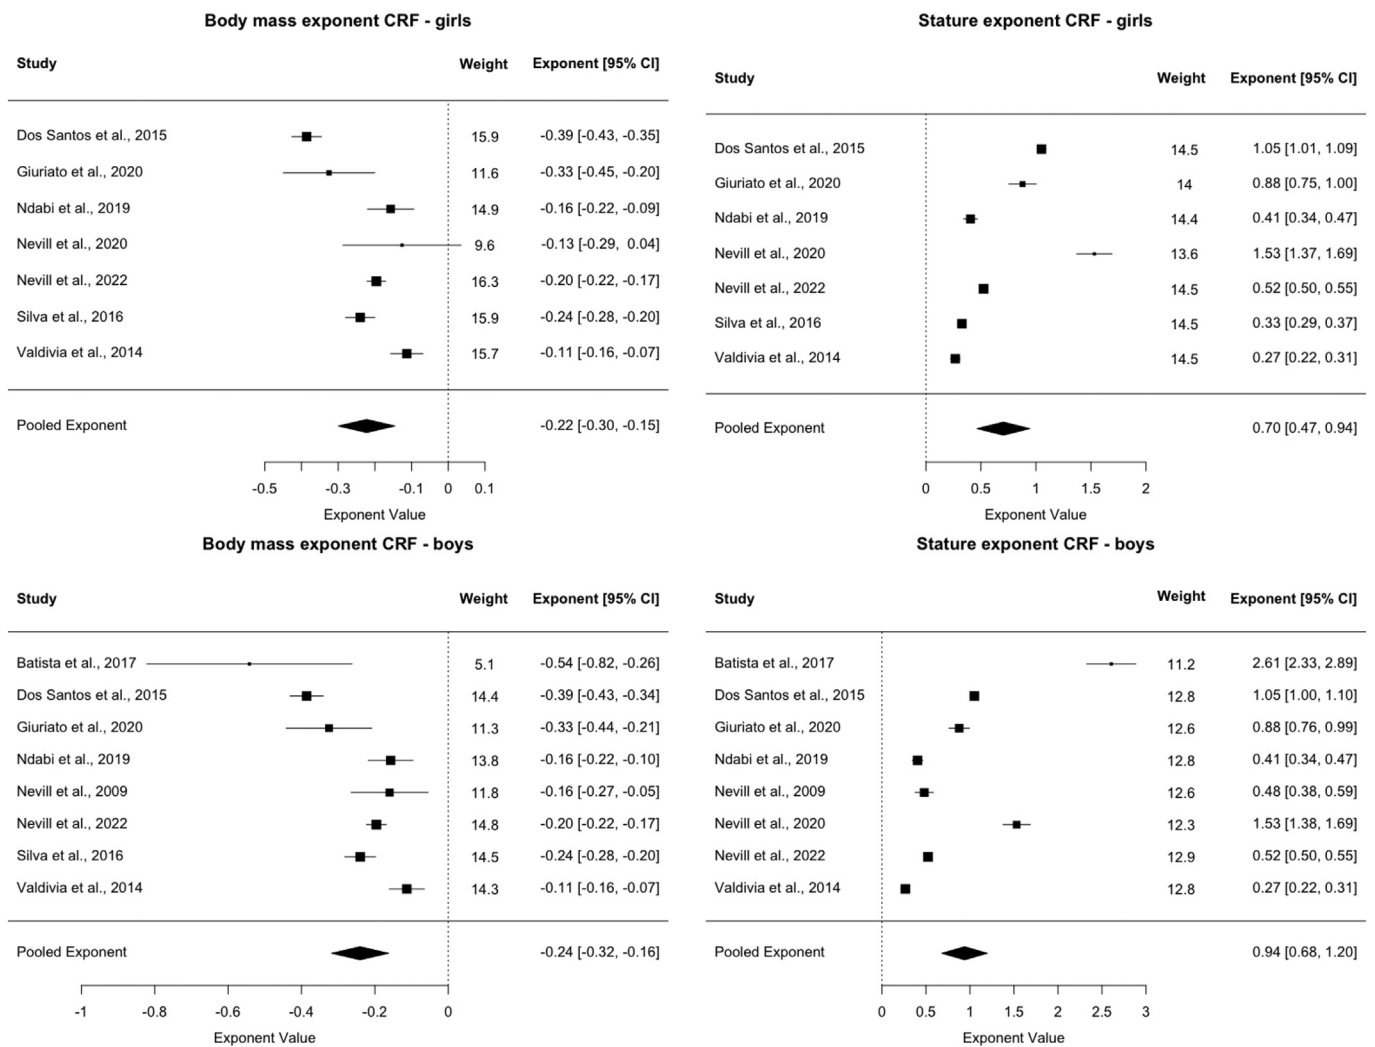 Body mass exponent CRF - girls
Study Weight Exponent [95% CI]
Dos Santos et al., 2015 15.9 -0.39 [-0.43, -0.35]
Giuriato et al., 2020 11.6 -0.33 [-0.45, -0.20]
Ndabi et al., 2019 14.9 -0.16 [-0.22, -0.09]
Nevill et al., 2020 9.6 -0.13 [-0.29, 0.04]
Nevill et al., 2022 16.3 -0.20 [-0.22, -0.17]
Silva et al., 2016 15.9 -0.24 [-0.28, -0.20]
Valdivia et al., 2014 15.7 -0.11 [-0.16, -0.07]
Pooled Exponent -0.22 [-0.30, -0.15]
-0.5 -0.3 -0.1 0 0.1
Exponent Value
Stature exponent CRF - girls
Study Weight Exponent [95% CI]
Dos Santos et al., 2015 14.5 1.05 [1.01, 1.09]
Giuriato et al., 2020 14 0.88 [0.75, 1.00]
Ndabi et al., 2019 14.4 0.41 [0.34, 0.47]
Nevill et al., 2020 13.6 1.53 [1.37, 1.69]
Nevill et al., 2022 14.5 0.52 [0.50, 0.55]
Silva et al., 2016 14.5 0.33 [0.29, 0.37]
Valdivia et al., 2014 14.5 0.27 [0.22, 0.31]
Pooled Exponent 0.70 [0.47, 0.94]
0 0.5 1 1.5 2
Exponent Value
Body mass exponent CRF - boys
Study Weight Exponent [95% CI]
Batista et al., 2017 5.1 -0.54 [-0.82, -0.26]
Dos Santos et al., 2015 14.4 -0.39 [-0.43, -0.34]
Giuriato et al., 2020 11.3 -0.33 [-0.44, -0.21]
Ndabi et al., 2019 13.8 -0.16 [-0.22, -0.10]
Nevill et al., 2009 11.8 -0.16 [-0.27, -0.05]
Nevill et al., 2022 14.8 -0.20 [-0.22, -0.17]
Silva et al., 2016 14.5 -0.24 [-0.28, -0.20]
Valdivia et al., 2014 14.3 -0.11 [-0.16, -0.07]
Pooled Exponent -0.24 [-0.32, -0.16]
-1 -0.8 -0.6 -0.4 -0.2 0
Exponent Value
Stature exponent CRF - boys
Study Weight Exponent [95% CI]
Batista et al., 2017 11.2 2.61 [2.33, 2.89]
Dos Santos et al., 2015 12.8 1.05 [1.00, 1.10]
Giuriato et al., 2020 12.6 0.88 [0.76, 0.99]
Ndabi et al., 2019 12.8 0.41 [0.34, 0.47]
Nevill et al., 2009 12.6 0.48 [0.38, 0.59]
Nevill et al., 2020 12.3 1.53 [1.38, 1.69]
Nevill et al., 2022 12.9 0.52 [0.50, 0.55]
Valdivia et al., 2014 12.8 0.27 [0.22, 0.31]
Pooled Exponent 0.94 [0.68, 1.20]
0 0.5 1 1.5 2 2.5 3
Exponent Value